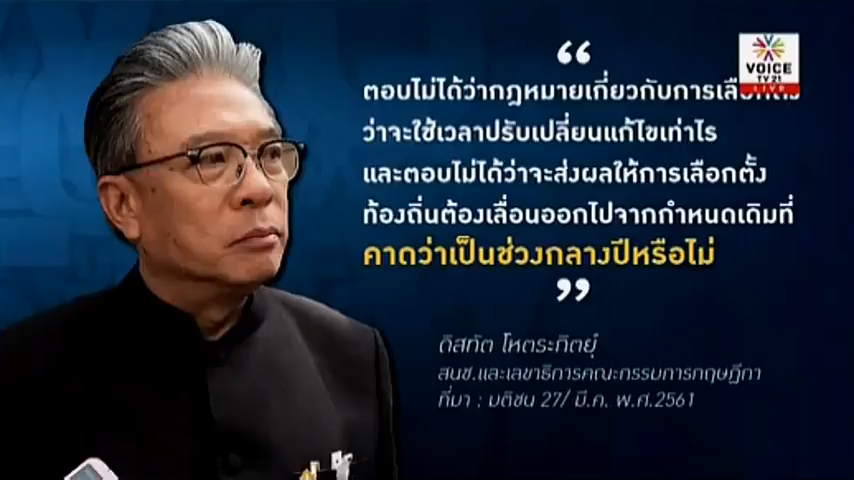 “
VOICE
TV 21
LIVE
ตอบไม่ได้ว่ากฎหมายเกี่ยวกับการ
ว่าจะใช้เวลาปรับเปลี่ยนแก้ไขเท่าไร
และตอบไม่ได้ว่าจะส่งผลให้การเลือกตั้ง
ท้องถิ่นต้องเลื่อนออกไปจากกำหนดเดิมที่
คาดว่าเป็นช่วงกลางปีหรือไม่
”
ดิสทัต โหตระกิตย์
สนช.และเลขาธิการคณะกรรมการกฤษฎีกา
ที่มา : มติชน 27/ มี.ค. พ.ศ.2561